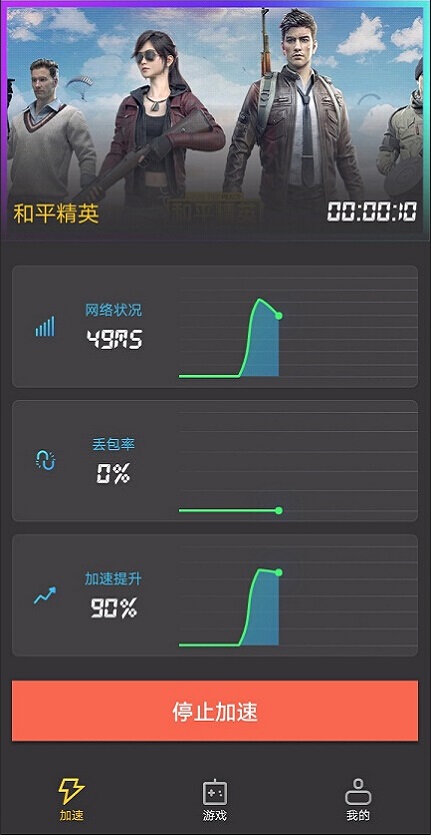 和平精英
和平精英
00:00:10
网络状况
49ms
丢包率
0%
加速提升
90%
停止加速
加速
游戏
我的